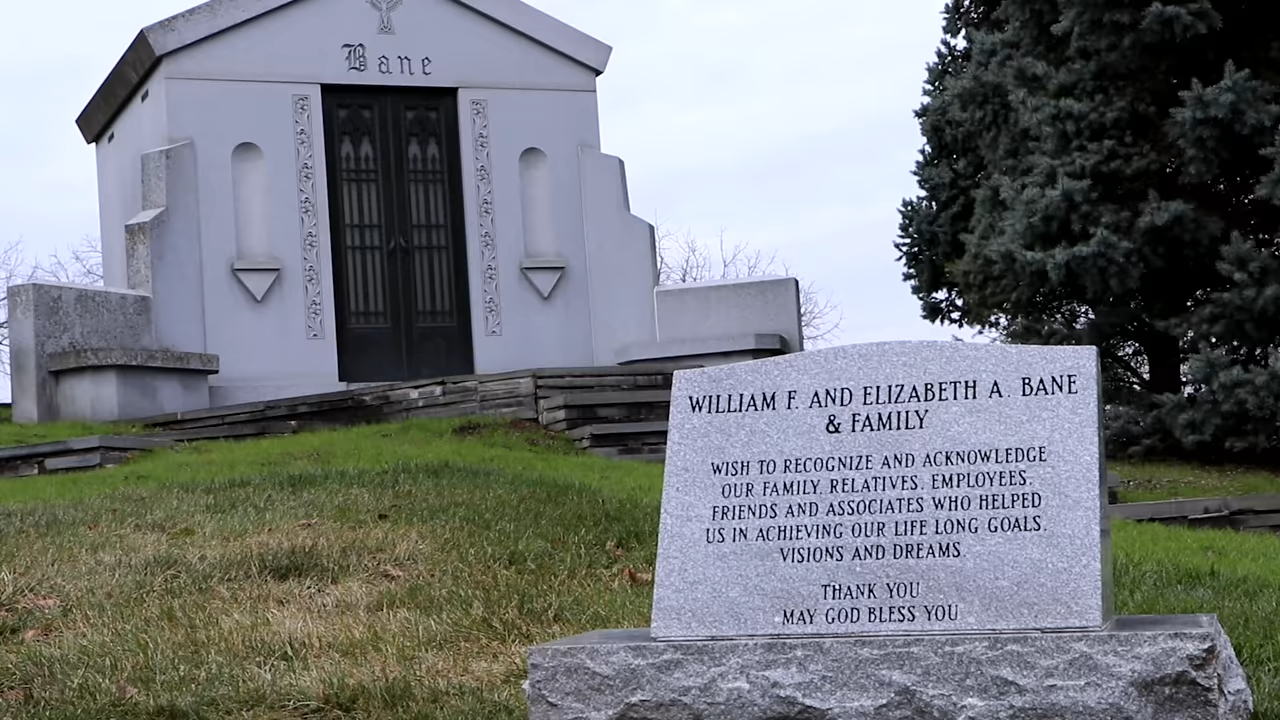 Bane
WILLIAM F. AND ELIZABETH A. BANE
& FAMILY
WISH TO RECOGNIZE AND ACKNOWLEDGE
OUR FAMILY, RELATIVES, EMPLOYEES,
FRIENDS AND ASSOCIATES WHO HELPED
US IN ACHIEVING OUR LIFE LONG GOALS,
VISIONS AND DREAMS.
THANK YOU
MAY GOD BLESS YOU